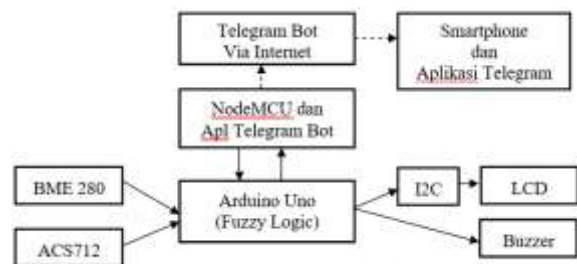 Telegram Bot
Via Internet
Smartphone
dan
Aplikasi Telegram
NodeMCU dan
Apl Telegram Bot
BME 280
Arduino Uno
(Fuzzy Logic)
I2C
LCD
ACS712
Buzzer